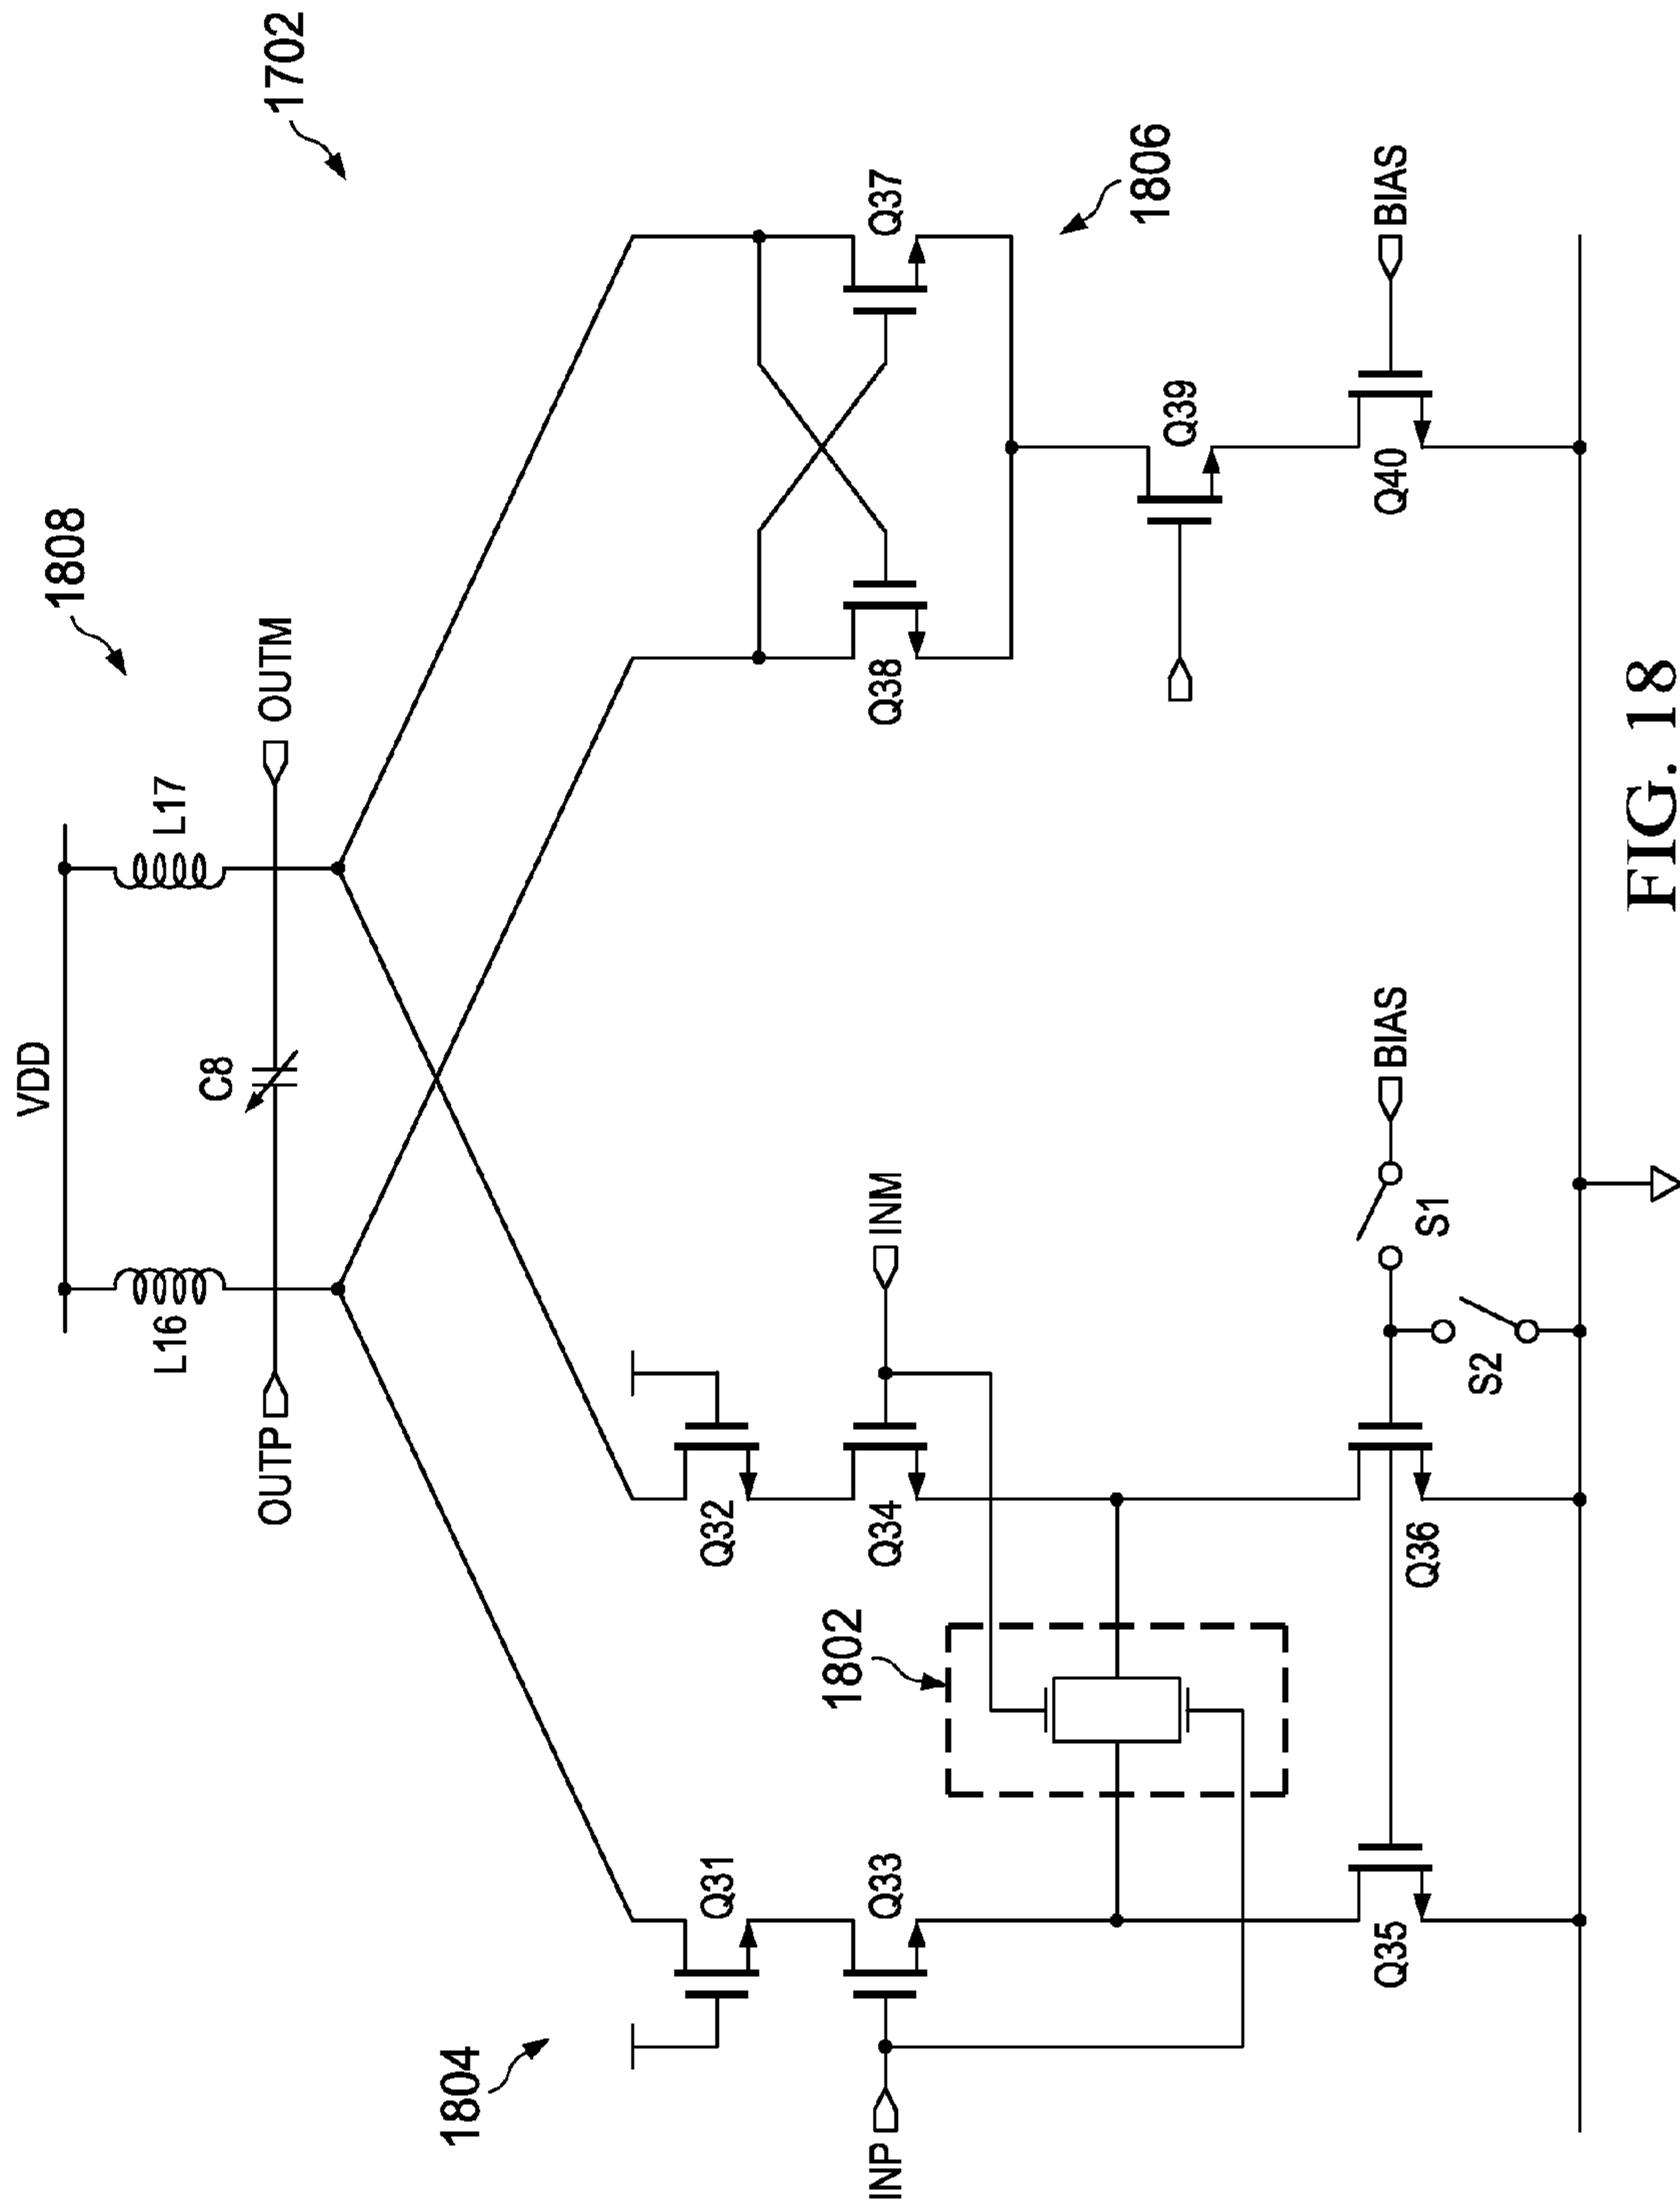 1808
1702
VDD
L16
C8
L17
OUTP
OUTM
1804
Q31
Q32
Q33
Q34
INP
INM
Q38
Q37
1802
1806
Q39
Q35
Q36
S1
S2
BIAS
Q40
BIAS
FIG. 18